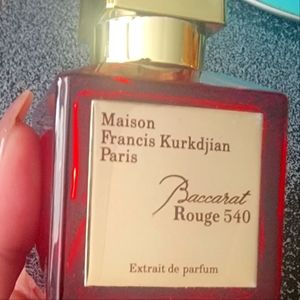 Maison
Francis Kurkdjian
Paris
Baccarat
Rouge 540
Extrait de parfum